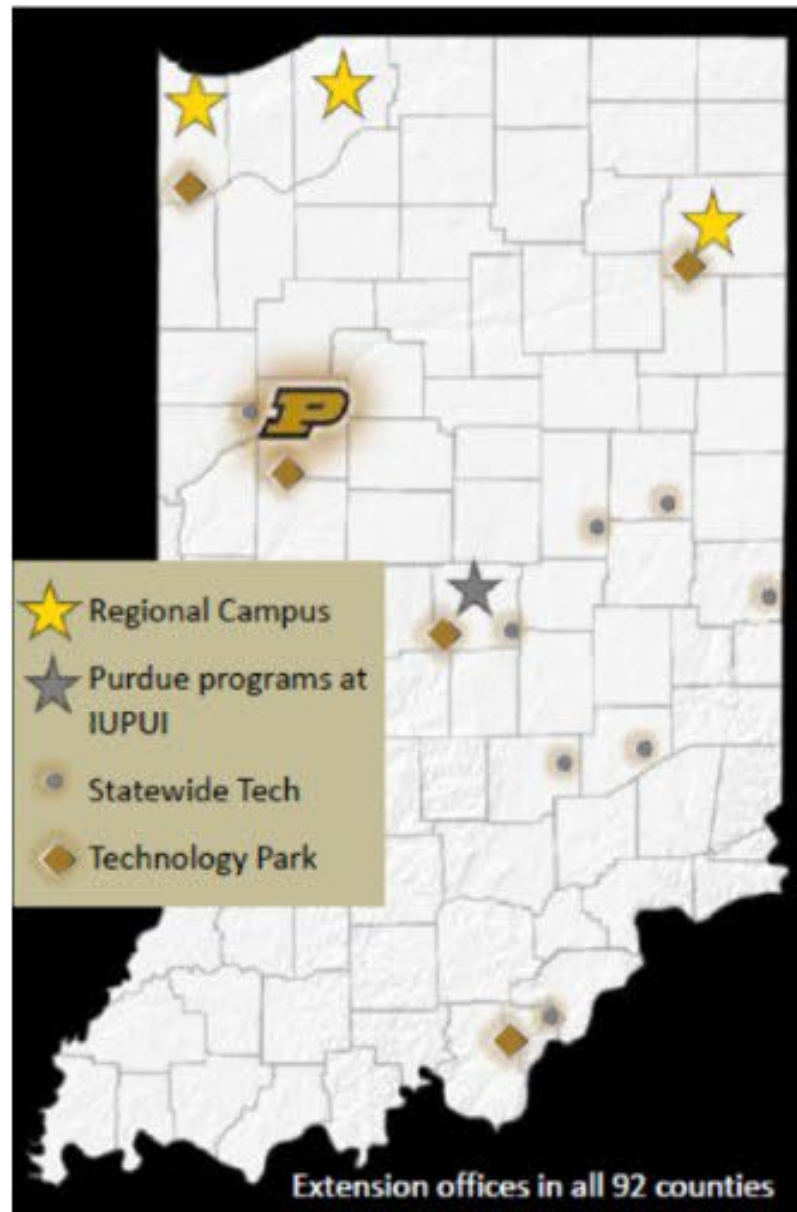 P
Regional Campus
Purdue programs at
IUPUI
Statewide Tech
Technology Park
Extension offices in all 92 counties